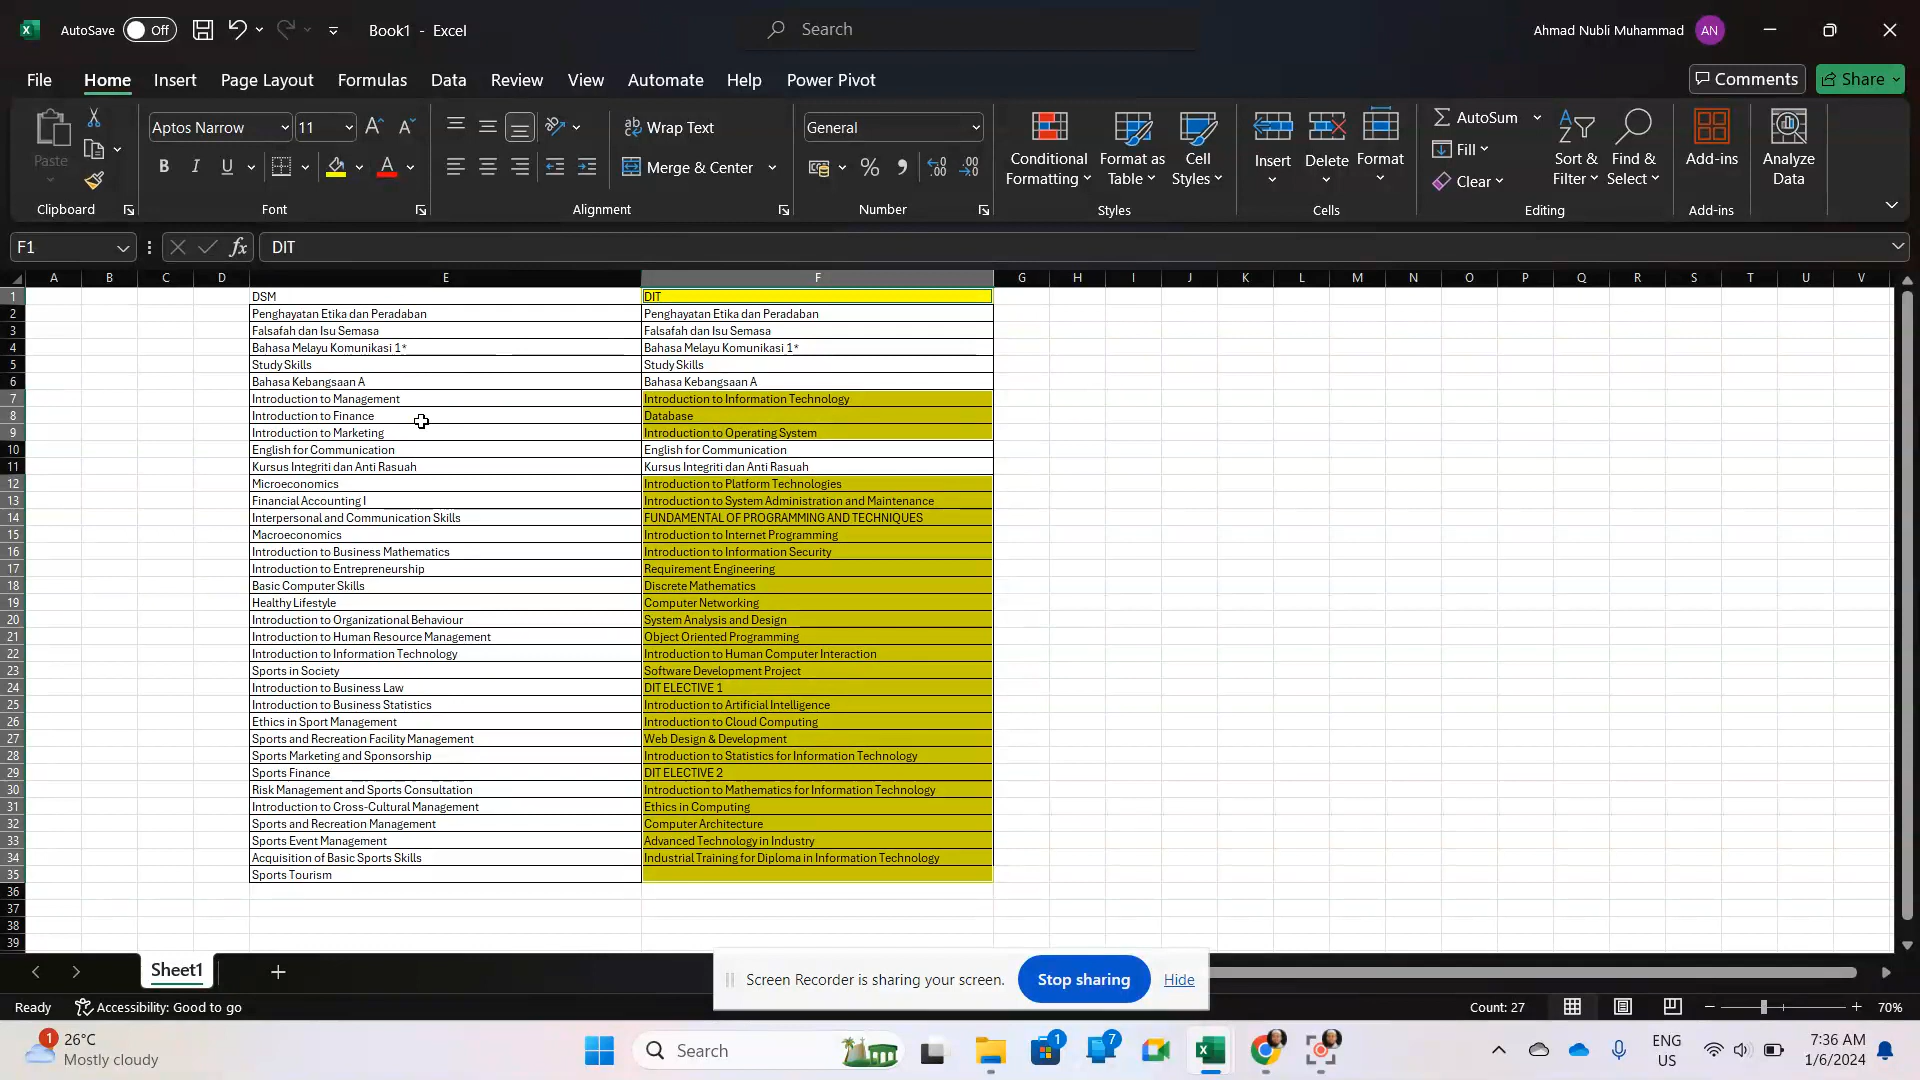 AutoSave Off Book1 - Excel Search Ahmad Nubli Muhammad AN
File Home Insert Page Layout Formulas Data Review View Automate Help Power Pivot Comments Share
Paste Aptos Narrow 11 Wrap Text General Conditional Formatting Format as Table Cell Styles Insert Delete Format AutoSum Sort & Filter Find & Select Add-ins Analyze Data
B I U Merge & Center Fill
Clear
Clipboard Font Alignment Number Styles Cells Editing Add-ins
F1 fx DIT
A B C D E F G H I J K L M N O P Q R S T U V
1 DSM DIT
2 Penghayatan Etika dan Peradaban Penghayatan Etika dan Peradaban
3 Falsafah dan Isu Semasa Falsafah dan Isu Semasa
4 Bahasa Melayu Komunikasi 1* Bahasa Melayu Komunikasi 1*
5 Study Skills Study Skills
6 Bahasa Kebangsaan A Bahasa Kebangsaan A
7 Introduction to Management Introduction to Information Technology
8 Introduction to Finance Database
9 Introduction to Marketing Introduction to Operating System
10 English for Communication English for Communication
11 Kursus Integriti dan Anti Rasuah Kursus Integriti dan Anti Rasuah
12 Microeconomics Introduction to Platform Technologies
13 Financial Accounting I Introduction to System Administration and Maintenance
14 Interpersonal and Communication Skills FUNDAMENTAL OF PROGRAMMING AND TECHNIQUES
15 Macroeconomics Introduction to Internet Programming
16 Introduction to Business Mathematics Introduction to Information Security
17 Introduction to Entrepreneurship Requirement Engineering
18 Basic Computer Skills Discrete Mathematics
19 Healthy Lifestyle Computer Networking
20 Introduction to Organizational Behaviour System Analysis and Design
21 Introduction to Human Resource Management Object Oriented Programming
22 Introduction to Information Technology Introduction to Human Computer Interaction
23 Sports in Society Software Development Project
24 Introduction to Business Law DIT ELECTIVE 1
25 Introduction to Business Statistics Introduction to Artificial Intelligence
26 Ethics in Sport Management Introduction to Cloud Computing
27 Sports and Recreation Facility Management Web Design & Development
28 Sports Marketing and Sponsorship Introduction to Statistics for Information Technology
29 Sports Finance DIT ELECTIVE 2
30 Risk Management and Sports Consultation Introduction to Mathematics for Information Technology
31 Introduction to Cross-Cultural Management Ethics in Computing
32 Sports and Recreation Management Computer Architecture
33 Sports Event Management Advanced Technology in Industry
34 Acquisition of Basic Sports Skills Industrial Training for Diploma in Information Technology
35 Sports Tourism
36
37
38
39
Sheet1 Screen Recorder is sharing your screen. Stop sharing Hide
Ready Accessibility: Good to go Count: 27 70%
1 26°C Mostly cloudy Search 1 7 ENG US 7:36 AM 1/6/2024